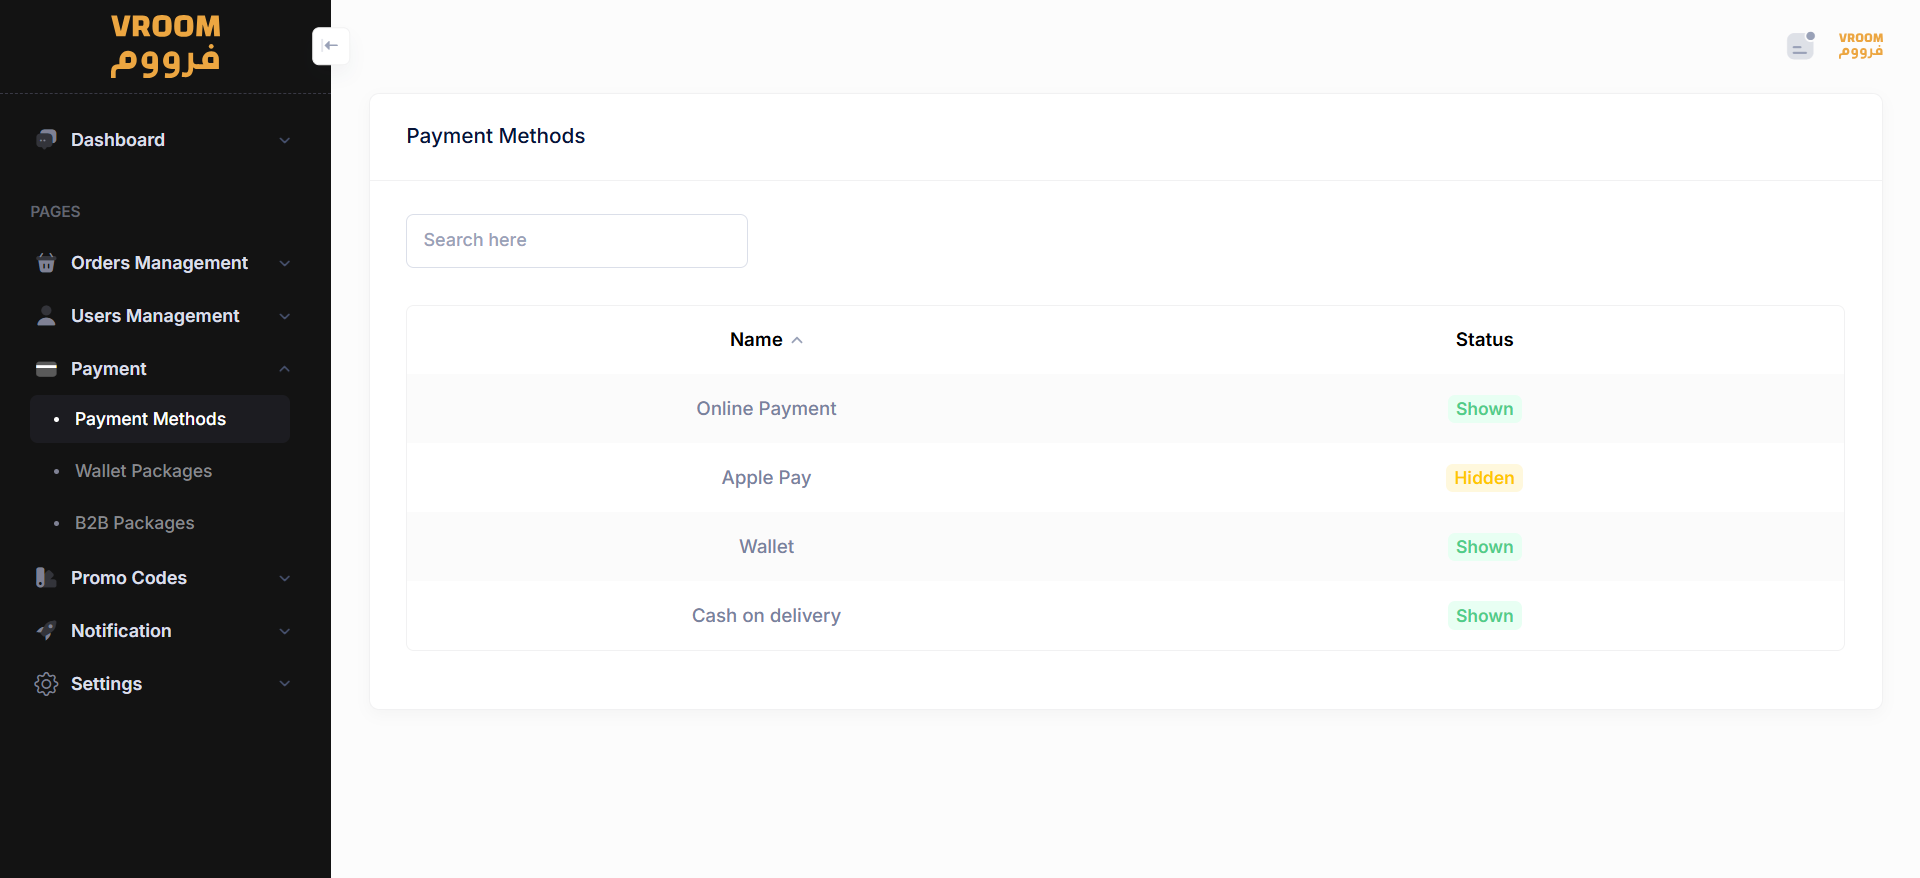 VROOM
فرووم
Dashboard
PAGES
Orders Management
Users Management
Payment
Payment Methods
Wallet Packages
B2B Packages
Promo Codes
Notification
Settings
VROOM
فرووم
Payment Methods
Search here
Name Status
Online Payment Shown
Apple Pay Hidden
Wallet Shown
Cash on delivery Shown